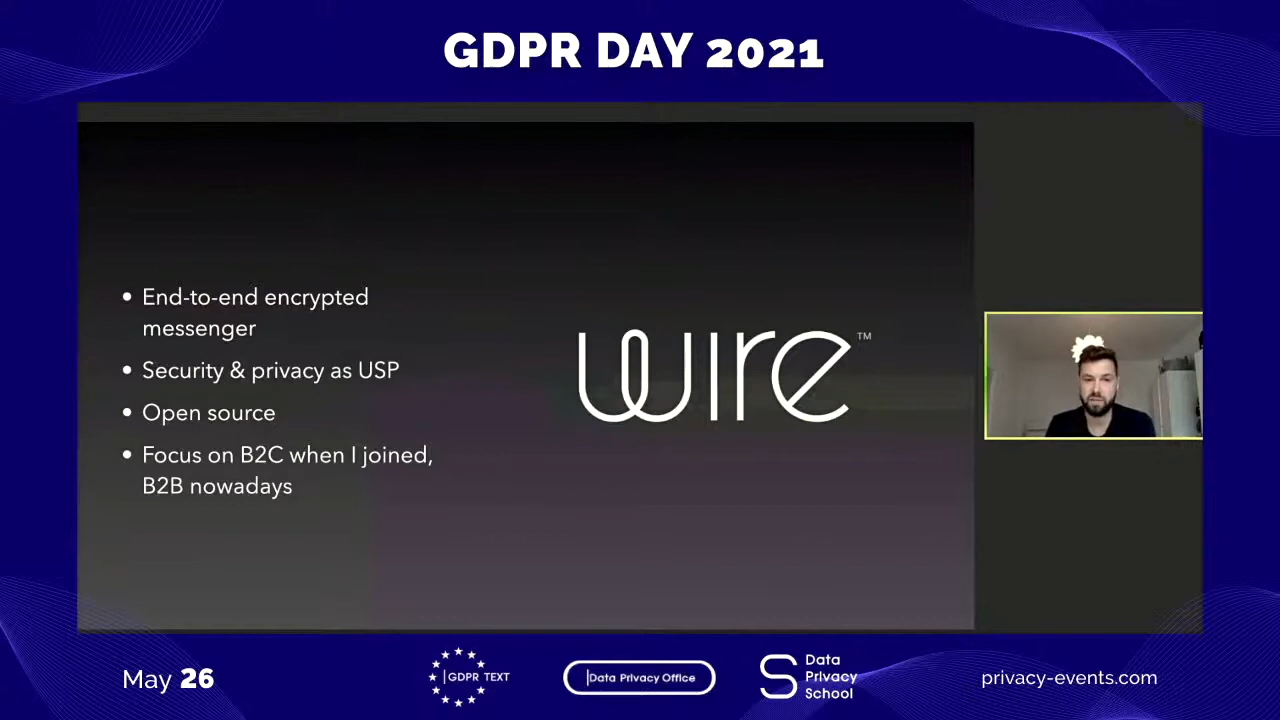 GDPR DAY 2021
• End-to-end encrypted
messenger
• Security & privacy as USP
• Open source
• Focus on B2C when I joined,
B2B nowadays
wire™
May 26
GDPR TEXT
Data Privacy Office
Data
Privacy
School
privacy-events.com